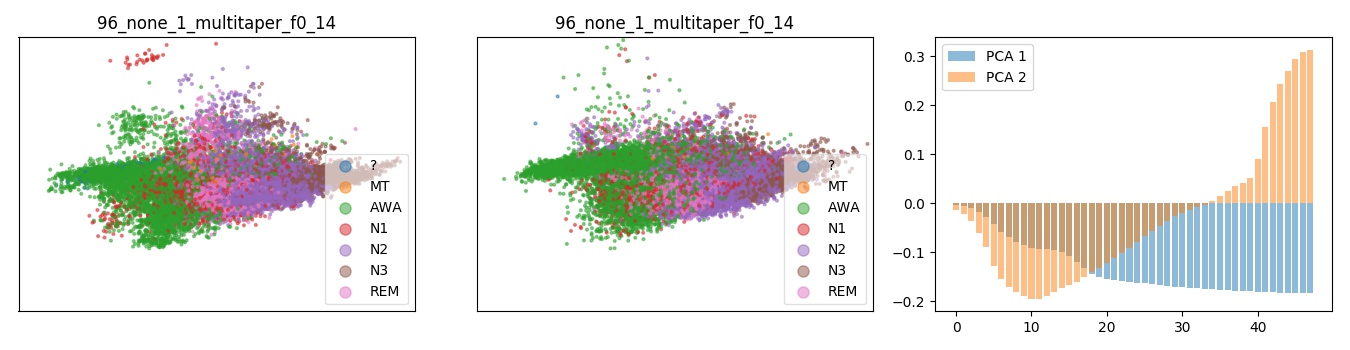 96_none_1_multitaper_f0_14
?
MT
AWA
N1
N2
N3
REM
96_none_1_multitaper_f0_14
?
MT
AWA
N1
N2
N3
REM
PCA 1
PCA 2
0.3
0.2
0.1
0.0
−0.1
−0.2
0 10 20 30 40